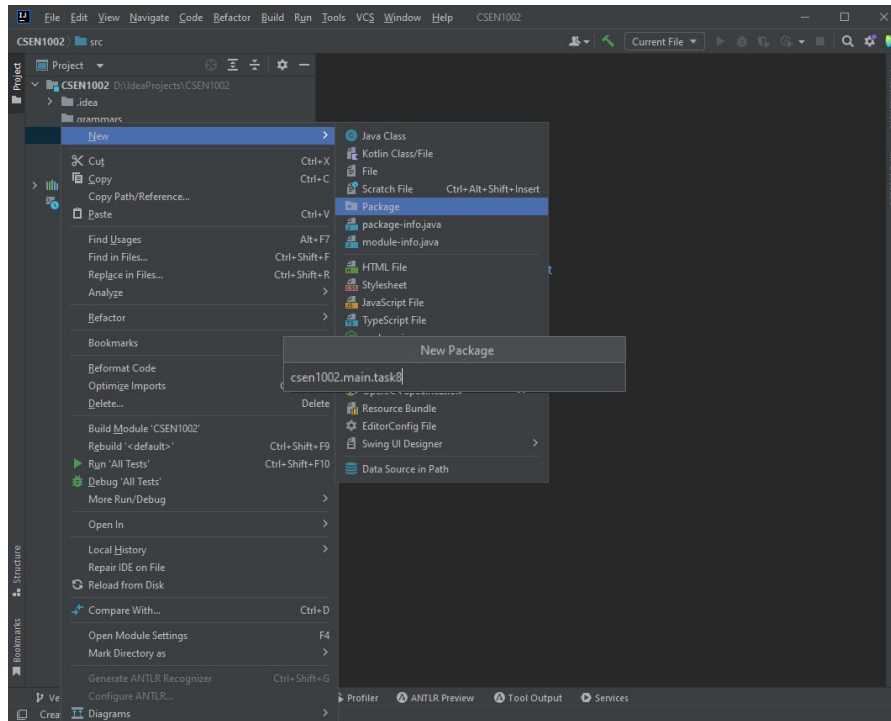 File Edit View Navigate Code Refactor Build Run Tools VCS Window Help CSEN1002
CSEN1002 src
Current File
Project
CSEN1002 D:\IdeaProjects\CSEN1002
.idea
grammars
New
Cut Ctrl+X
Copy Ctrl+C
Copy Path/Reference...
Paste Ctrl+V
Find Usages Alt+F7
Find in Files... Ctrl+Shift+F
Replace in Files... Ctrl+Shift+R
Analyze
Refactor
Bookmarks
Reformat Code
Optimize Imports
Delete... Delete
Build Module 'CSEN1002'
Rebuild '<default>' Ctrl+Shift+F9
Run 'All Tests' Ctrl+Shift+F10
Debug 'All Tests'
More Run/Debug
Open In
Local History
Repair IDE on File
Reload from Disk
Compare With... Ctrl+D
Open Module Settings F4
Mark Directory as
Generate ANTLR Recognizer Ctrl+Shift+G
Configure ANTLR...
Diagrams
Java Class
Kotlin Class/File
File
Scratch File Ctrl+Alt+Shift+Insert
Package
package-info.java
module-info.java
HTML File
Stylesheet
JavaScript File
TypeScript File
New Package
csen1002.main.task8
Resource Bundle
EditorConfig File
Swing UI Designer
Data Source in Path
Project
Structure
Bookmarks
Profiler ANTLR Preview Tool Output Services